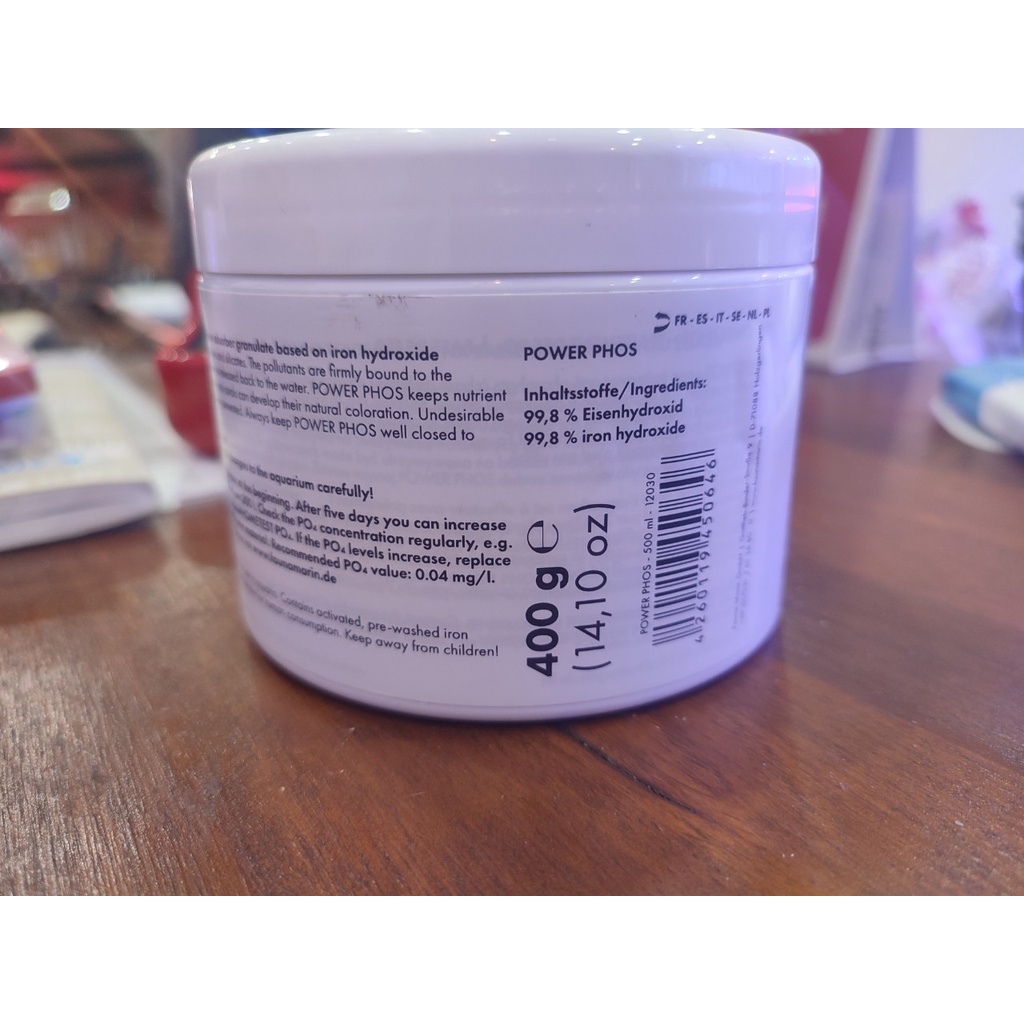 granulate based on iron hydroxide
silicates. The pollutants are firmly bound to the
back to the water. POWER PHOS keeps nutrient
can develop their natural coloration. Undesirable
Always keep POWER PHOS well closed to
to the aquarium carefully!
the beginning. After five days you can increase
Check the PO₄ concentration regularly, e.g.
PO₄. If the PO₄ levels increase, replace
Recommended PO₄ value: 0.04 mg/l.
Contains activated, pre-washed iron
consumption. Keep away from children!
FR - ES - IT - SE - NL - PL
POWER PHOS
Inhaltsstoffe/Ingredients:
99,8 % Eisenhydroxid
99,8 % iron hydroxide
400 g e
(14,10 oz)
POWER PHOS - 500 ml - 12030
4 260119 450646